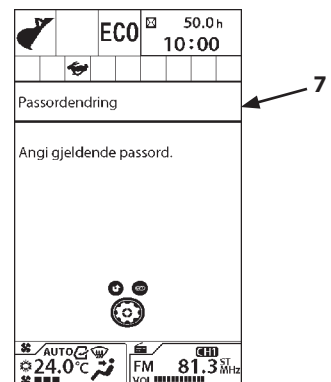 ECO
50.0 h
10:00
Passordendring
7
Angi gjeldende passord.
AUTO
24.0℃
CH1
FM 81.3 ST MHz
VOL